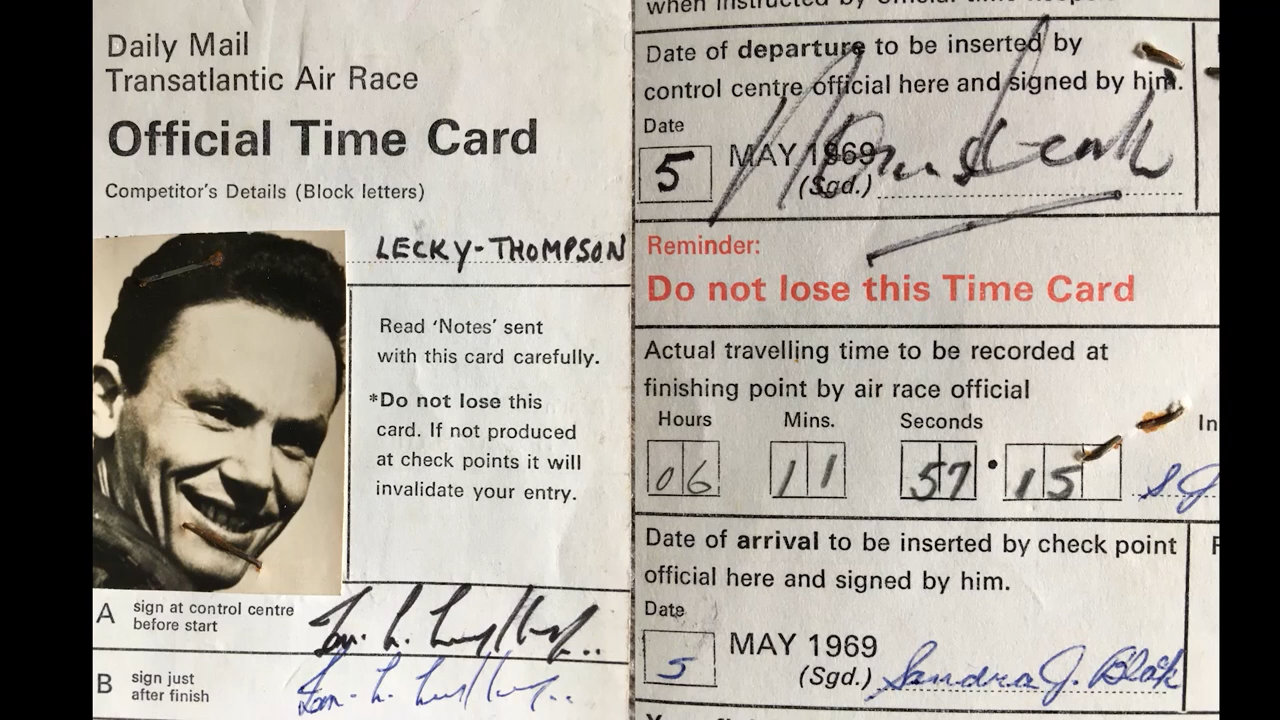 Daily Mail
Transatlantic Air Race
Official Time Card
Competitor's Details (Block letters)
LECKY-THOMPSON
Read 'Notes' sent
with this card carefully.
*Do not lose this
card. If not produced
at check points it will
invalidate your entry.
A sign at control centre
before start
B sign just
after finish
when instructed by official time
Date of departure to be inserted by
control centre official here and signed by him.
Date
5 MAY 1969
(Sgd.)
Reminder:
Do not lose this Time Card
Actual travelling time to be recorded at
finishing point by air race official
Hours Mins. Seconds In
06 11 57 . 15
Date of arrival to be inserted by check point
official here and signed by him.
Date
5 MAY 1969
(Sgd.) Sandra J. Black